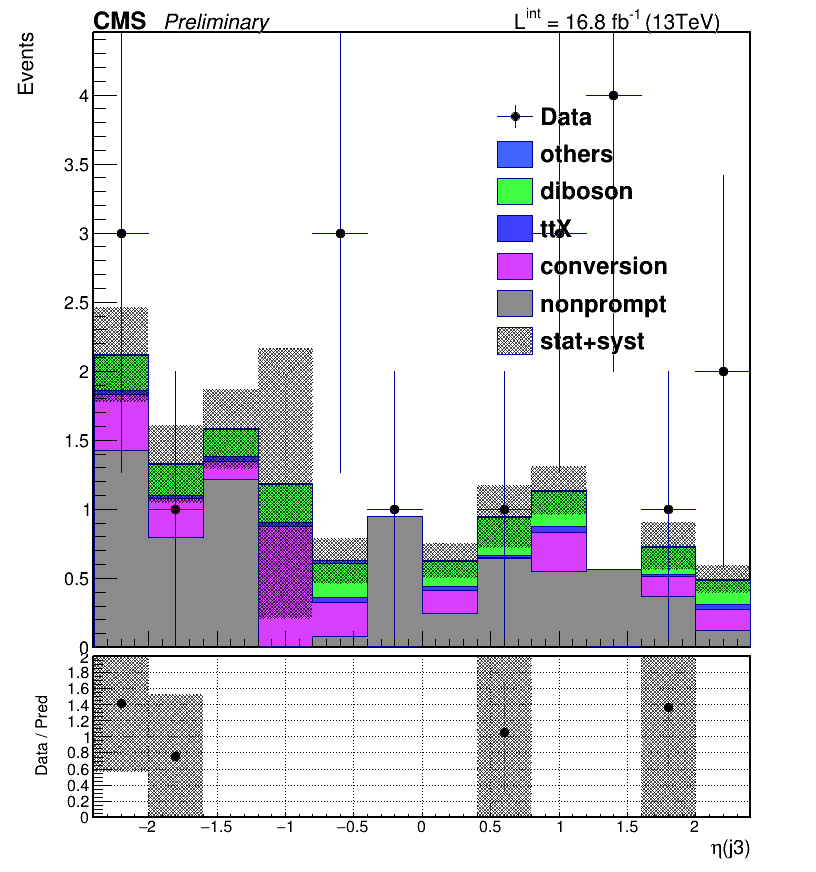 CMS Preliminary L^int = 16.8 fb^-1 (13TeV)
Events
4
3.5
3
2.5
2
1.5
1
0.5
0
Data
others
diboson
ttX
conversion
nonprompt
stat+syst
Data / Pred
2
1.8
1.6
1.4
1.2
1
0.8
0.6
0.4
0.2
0
−2 −1.5 −1 −0.5 0 0.5 1 1.5 2
η(j3)